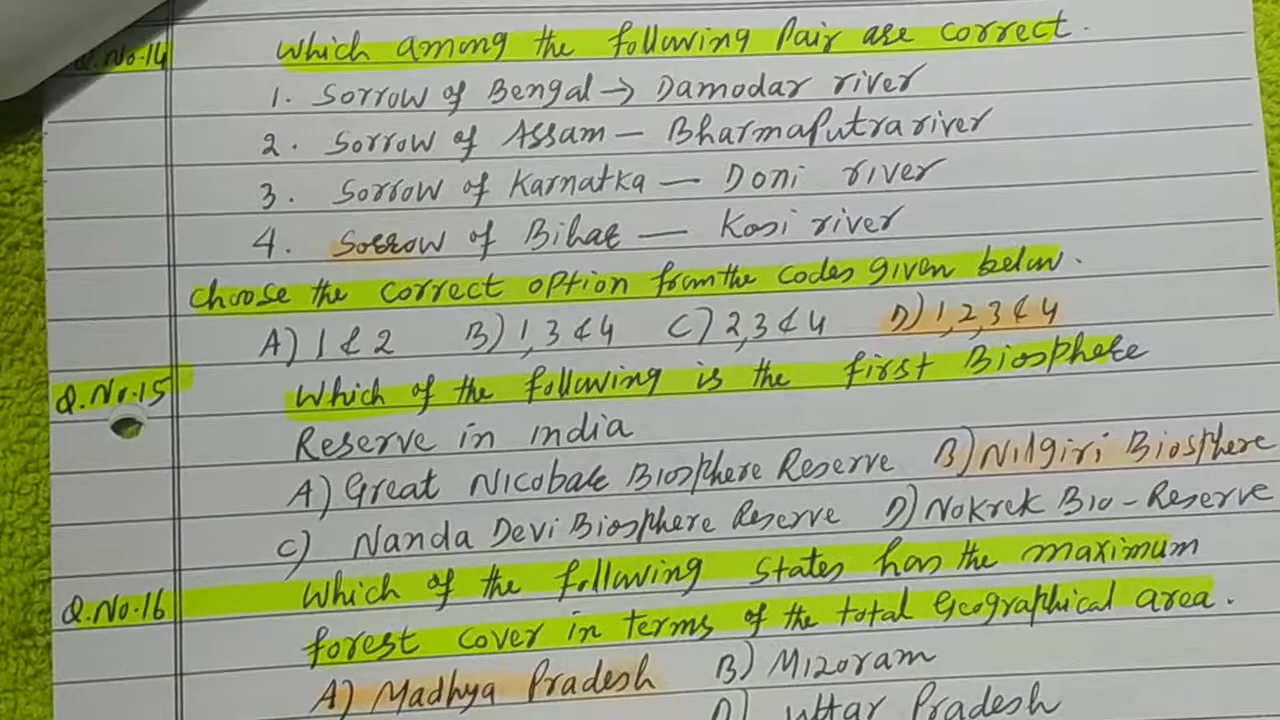 Q.No.14 Which among the following Pair are correct.
1. Sorrow of Bengal → Damodar river
2. Sorrow of Assam — BharmaPutra river
3. Sorrow of Karnatka — Doni river
4. Sorrow of Bihar — Kosi river
choose the correct option from the codes given below.
A) 1 & 2 B) 1, 3 & 4 C) 2, 3 & 4 D) 1, 2, 3 & 4
Q.No.15 Which of the following is the first Biosphere
Reserve in india
A) Great Nicobar Biosphere Reserve B) Nilgiri Biosphere
C) Nanda Devi Biosphere Reserve D) Nokrek Bio-Reserve
Q.No.16 Which of the following States has the maximum
forest cover in terms of the total Geographical area.
A) Madhya Pradesh B) Mizoram
D) Uttar Pradesh